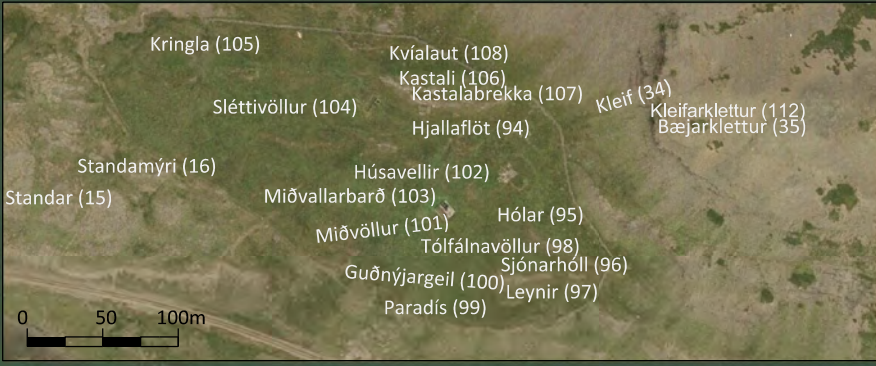 Kringla (105)
Kvíalaut (108)
Kastali (106)
Kastalabrekka (107)
Kleif (34)
Kleifarklettur (112)
Bæjarklettur (35)
Sléttivöllur (104)
Hjallaflöt (94)
Standamýri (16)
Húsavellir (102)
Standar (15)
Miðvallarbarð (103)
Hólar (95)
Miðvöllur (101)
Tólfálnavöllur (98)
Sjónarhóll (96)
Guðnýjargeil (100)
Leynir (97)
Paradís (99)
0 50 100m